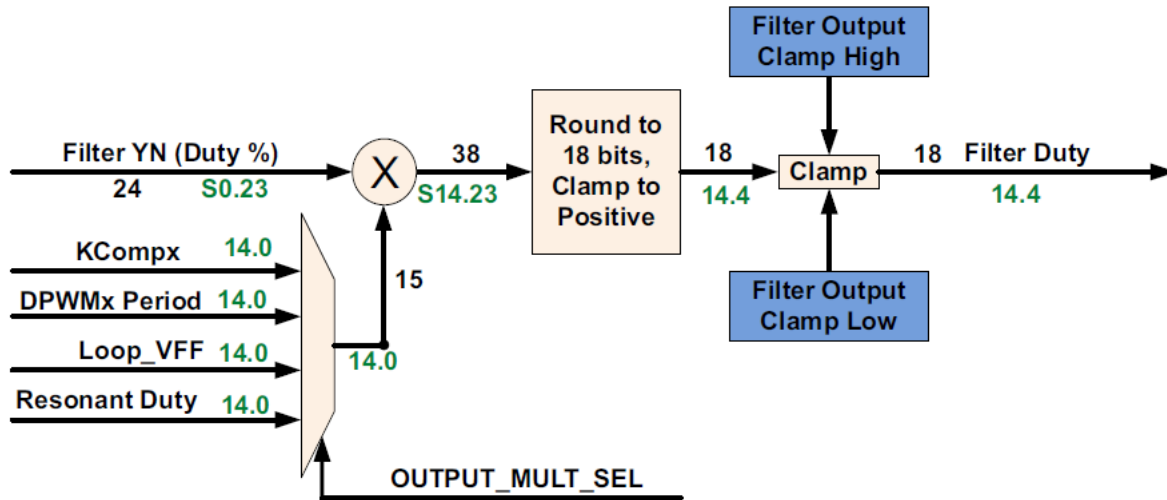 Filter Output
Clamp High
Filter YN (Duty %)
24
S0.23
X
38
S14.23
Round to
18 bits,
Clamp to
Positive
18
14.4
Clamp
18
Filter Duty
14.4
KCompx
14.0
DPWMx Period
14.0
Loop_VFF
14.0
Resonant Duty
14.0
14.0
15
Filter Output
Clamp Low
OUTPUT_MULT_SEL